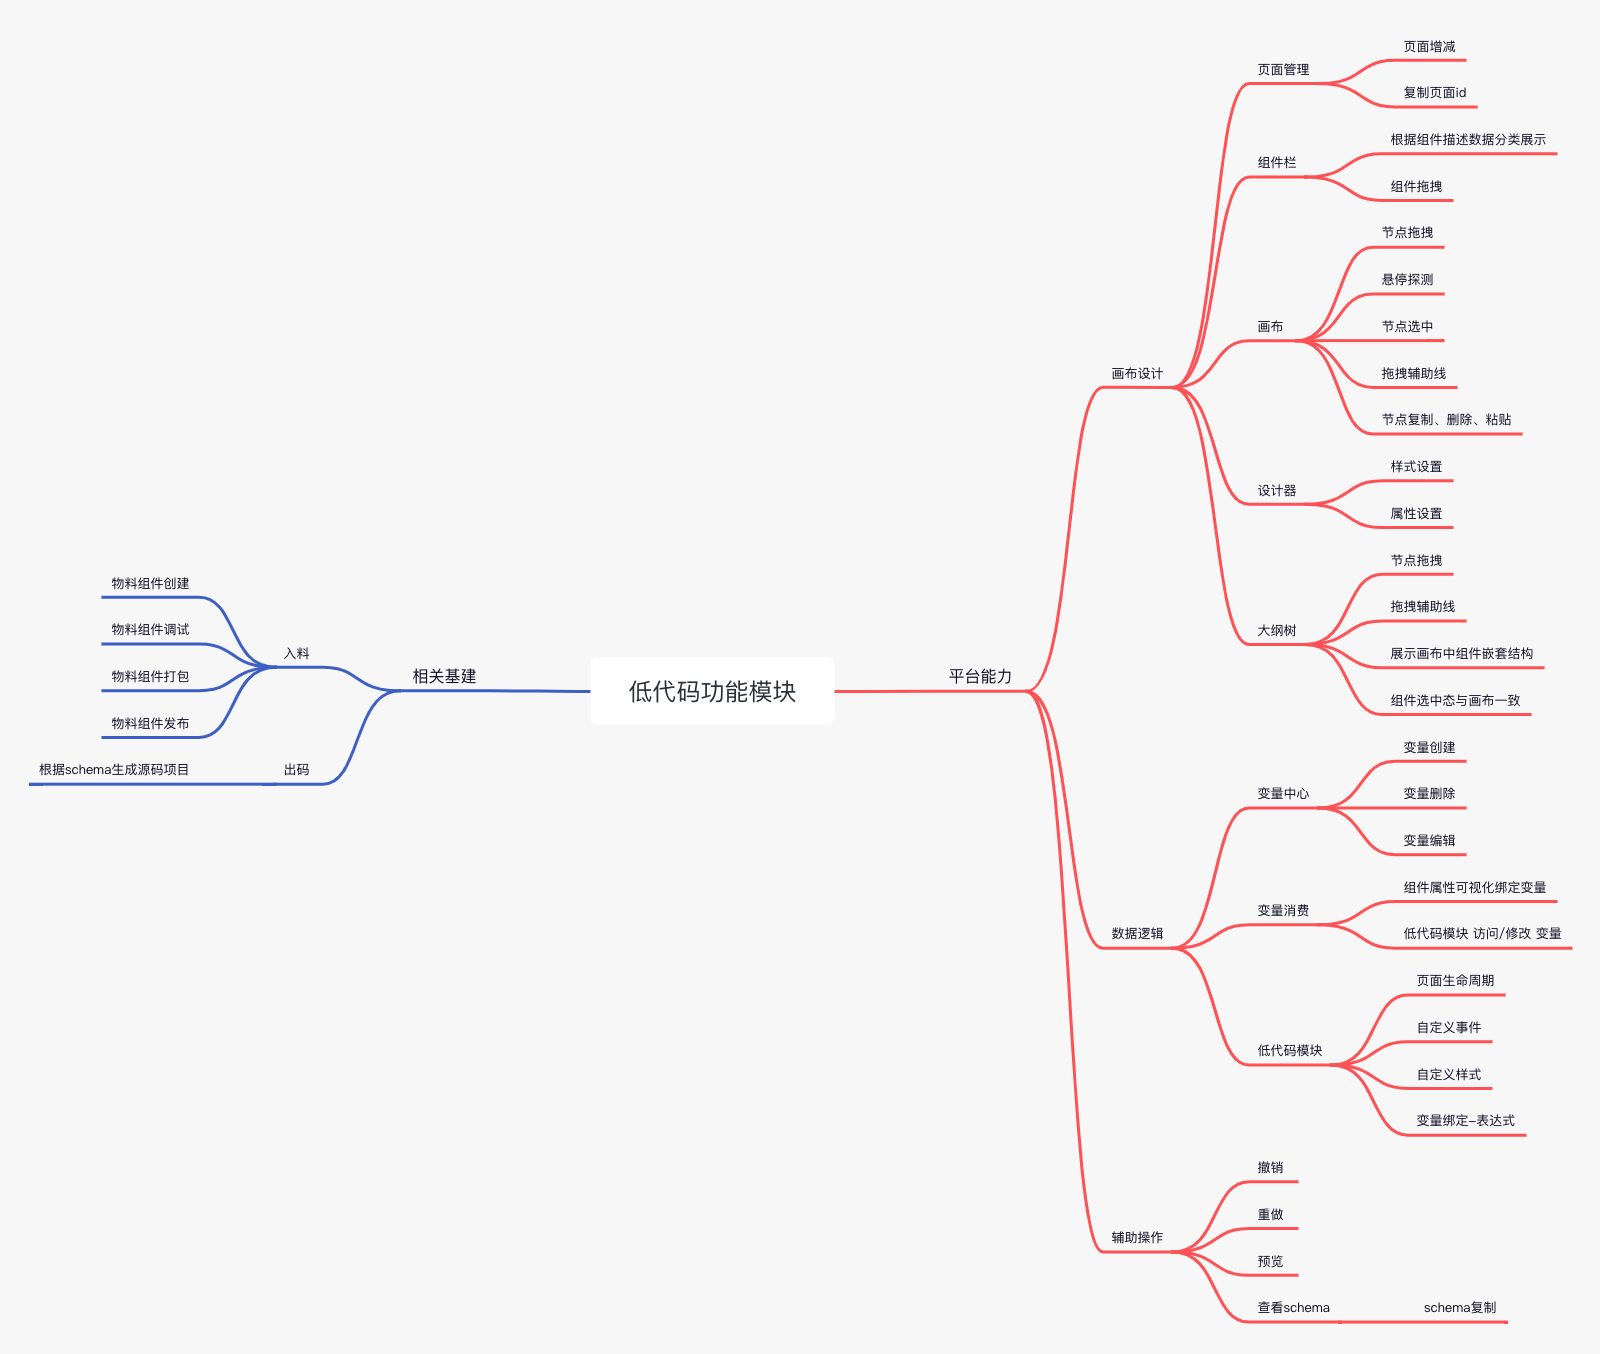 低代码功能模块
相关基建
入料
物料组件创建
物料组件调试
物料组件打包
物料组件发布
出码
根据schema生成源码项目
平台能力
画布设计
页面管理
页面增减
复制页面id
组件栏
根据组件描述数据分类展示
组件拖拽
画布
节点拖拽
悬停探测
节点选中
拖拽辅助线
节点复制、删除、粘贴
设计器
样式设置
属性设置
大纲树
节点拖拽
拖拽辅助线
展示画布中组件嵌套结构
组件选中态与画布一致
数据逻辑
变量中心
变量创建
变量删除
变量编辑
变量消费
组件属性可视化绑定变量
低代码模块 访问/修改 变量
低代码模块
页面生命周期
自定义事件
自定义样式
变量绑定-表达式
辅助操作
撤销
重做
预览
查看schema
schema复制